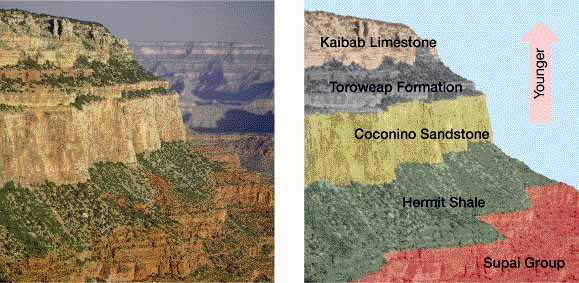 Kaibab Limestone
Toroweap Formation
Coconino Sandstone
Hermit Shale
Supai Group
Younger